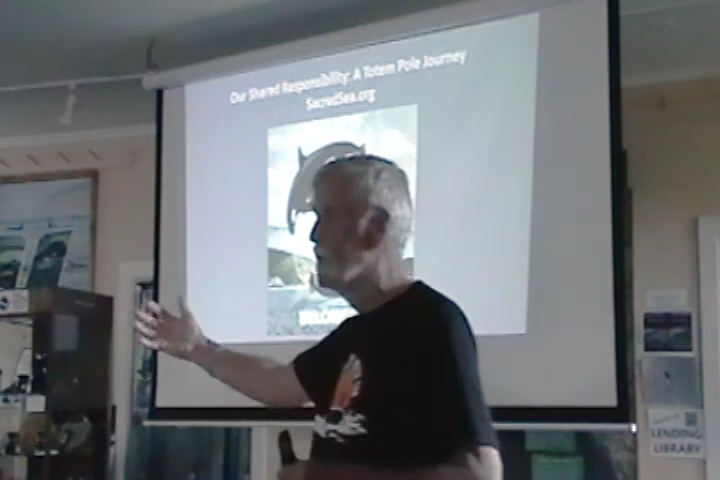 Our Shared Responsibility: A Totem Pole Journey
SacredSea.org
LENDING
LIBRARY